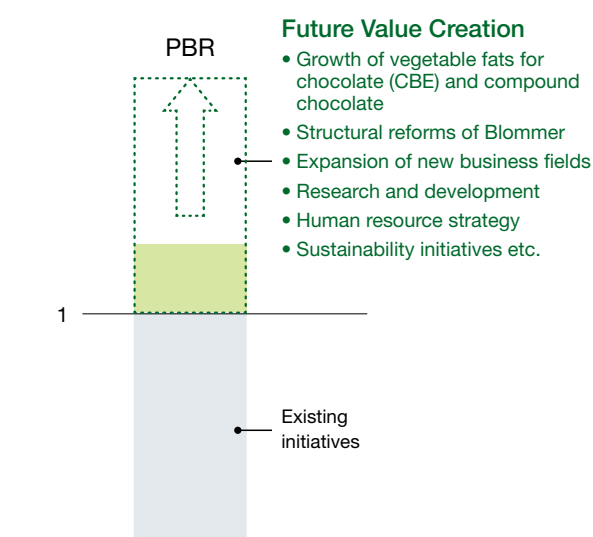 PBR
Future Value Creation
• Growth of vegetable fats for
chocolate (CBE) and compound
chocolate
• Structural reforms of Blommer
• Expansion of new business fields
• Research and development
• Human resource strategy
• Sustainability initiatives etc.
1
Existing
initiatives